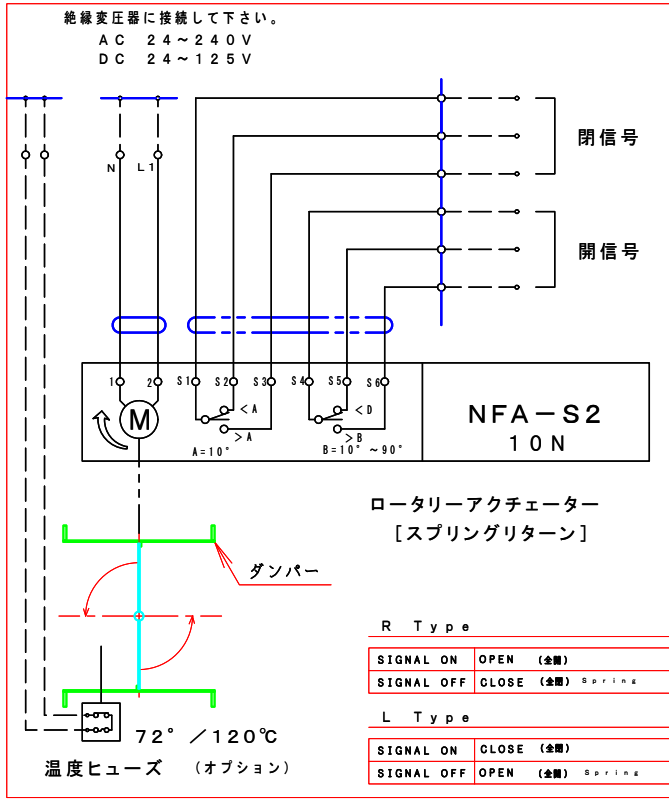 絶縁変圧器に接続して下さい。
AC 24~240V
DC 24~125V
N L1
閉信号
開信号
1 2 S1 S2 S3 S4 S5 S6
M
<A
>A
A=10°
<D
>B
B=10° ~90°
NFA-S2
10N
ロータリーアクチェーター
[スプリングリターン]
ダンパー
72° /120℃
温度ヒューズ (オプション)
R Type
SIGNAL ON OPEN
SIGNAL OFF CLOSE Spring
L Type
SIGNAL ON CLOSE
SIGNAL OFF OPEN Spring